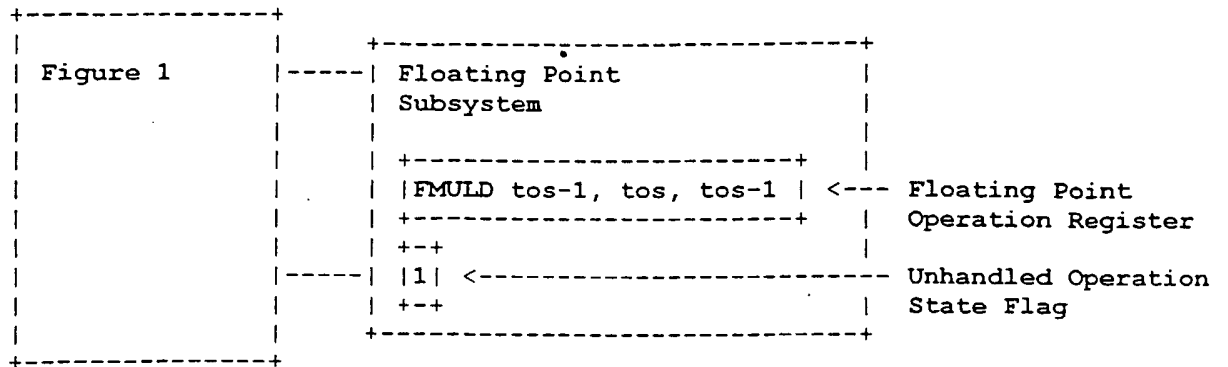 Figure 1
Floating Point
Subsystem
FMULD tos-1, tos, tos-1 <--- Floating Point
Operation Register
1 <--- Unhandled Operation
State Flag